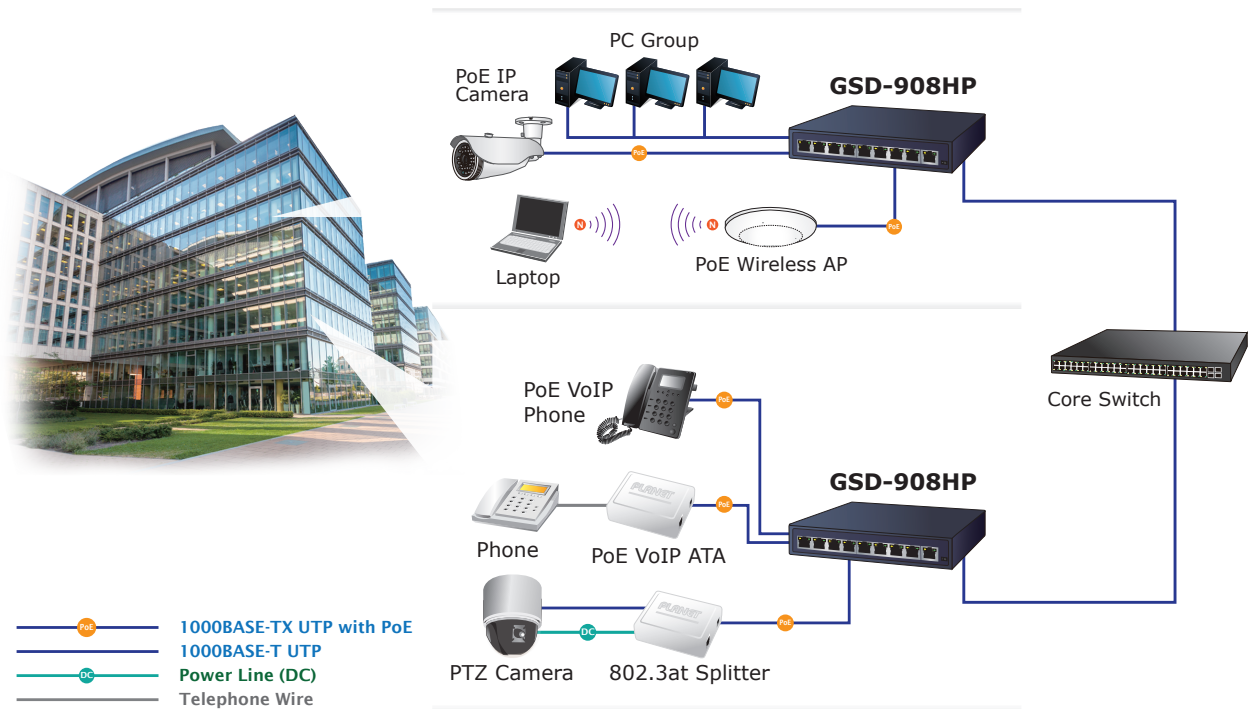 PC Group
PoE IP
Camera
GSD-908HP
PoE
N
N
PoE
Laptop
PoE Wireless AP
PoE VoIP
Phone
PoE
Core Switch
GSD-908HP
PLANET
PoE
Phone
PoE VoIP ATA
PLANET
DC
PoE
PTZ Camera
802.3at Splitter
PoE
1000BASE-TX UTP with PoE
1000BASE-T UTP
DC
Power Line (DC)
Telephone Wire